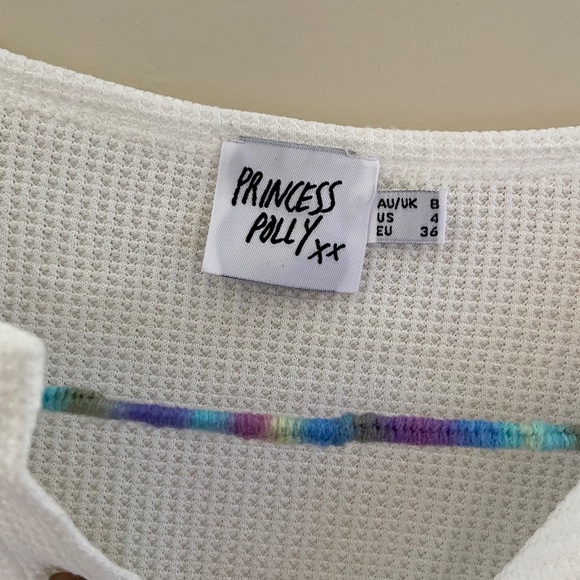 PRINCESS
POLLY xx
AU/UK 8
US 4
EU 36